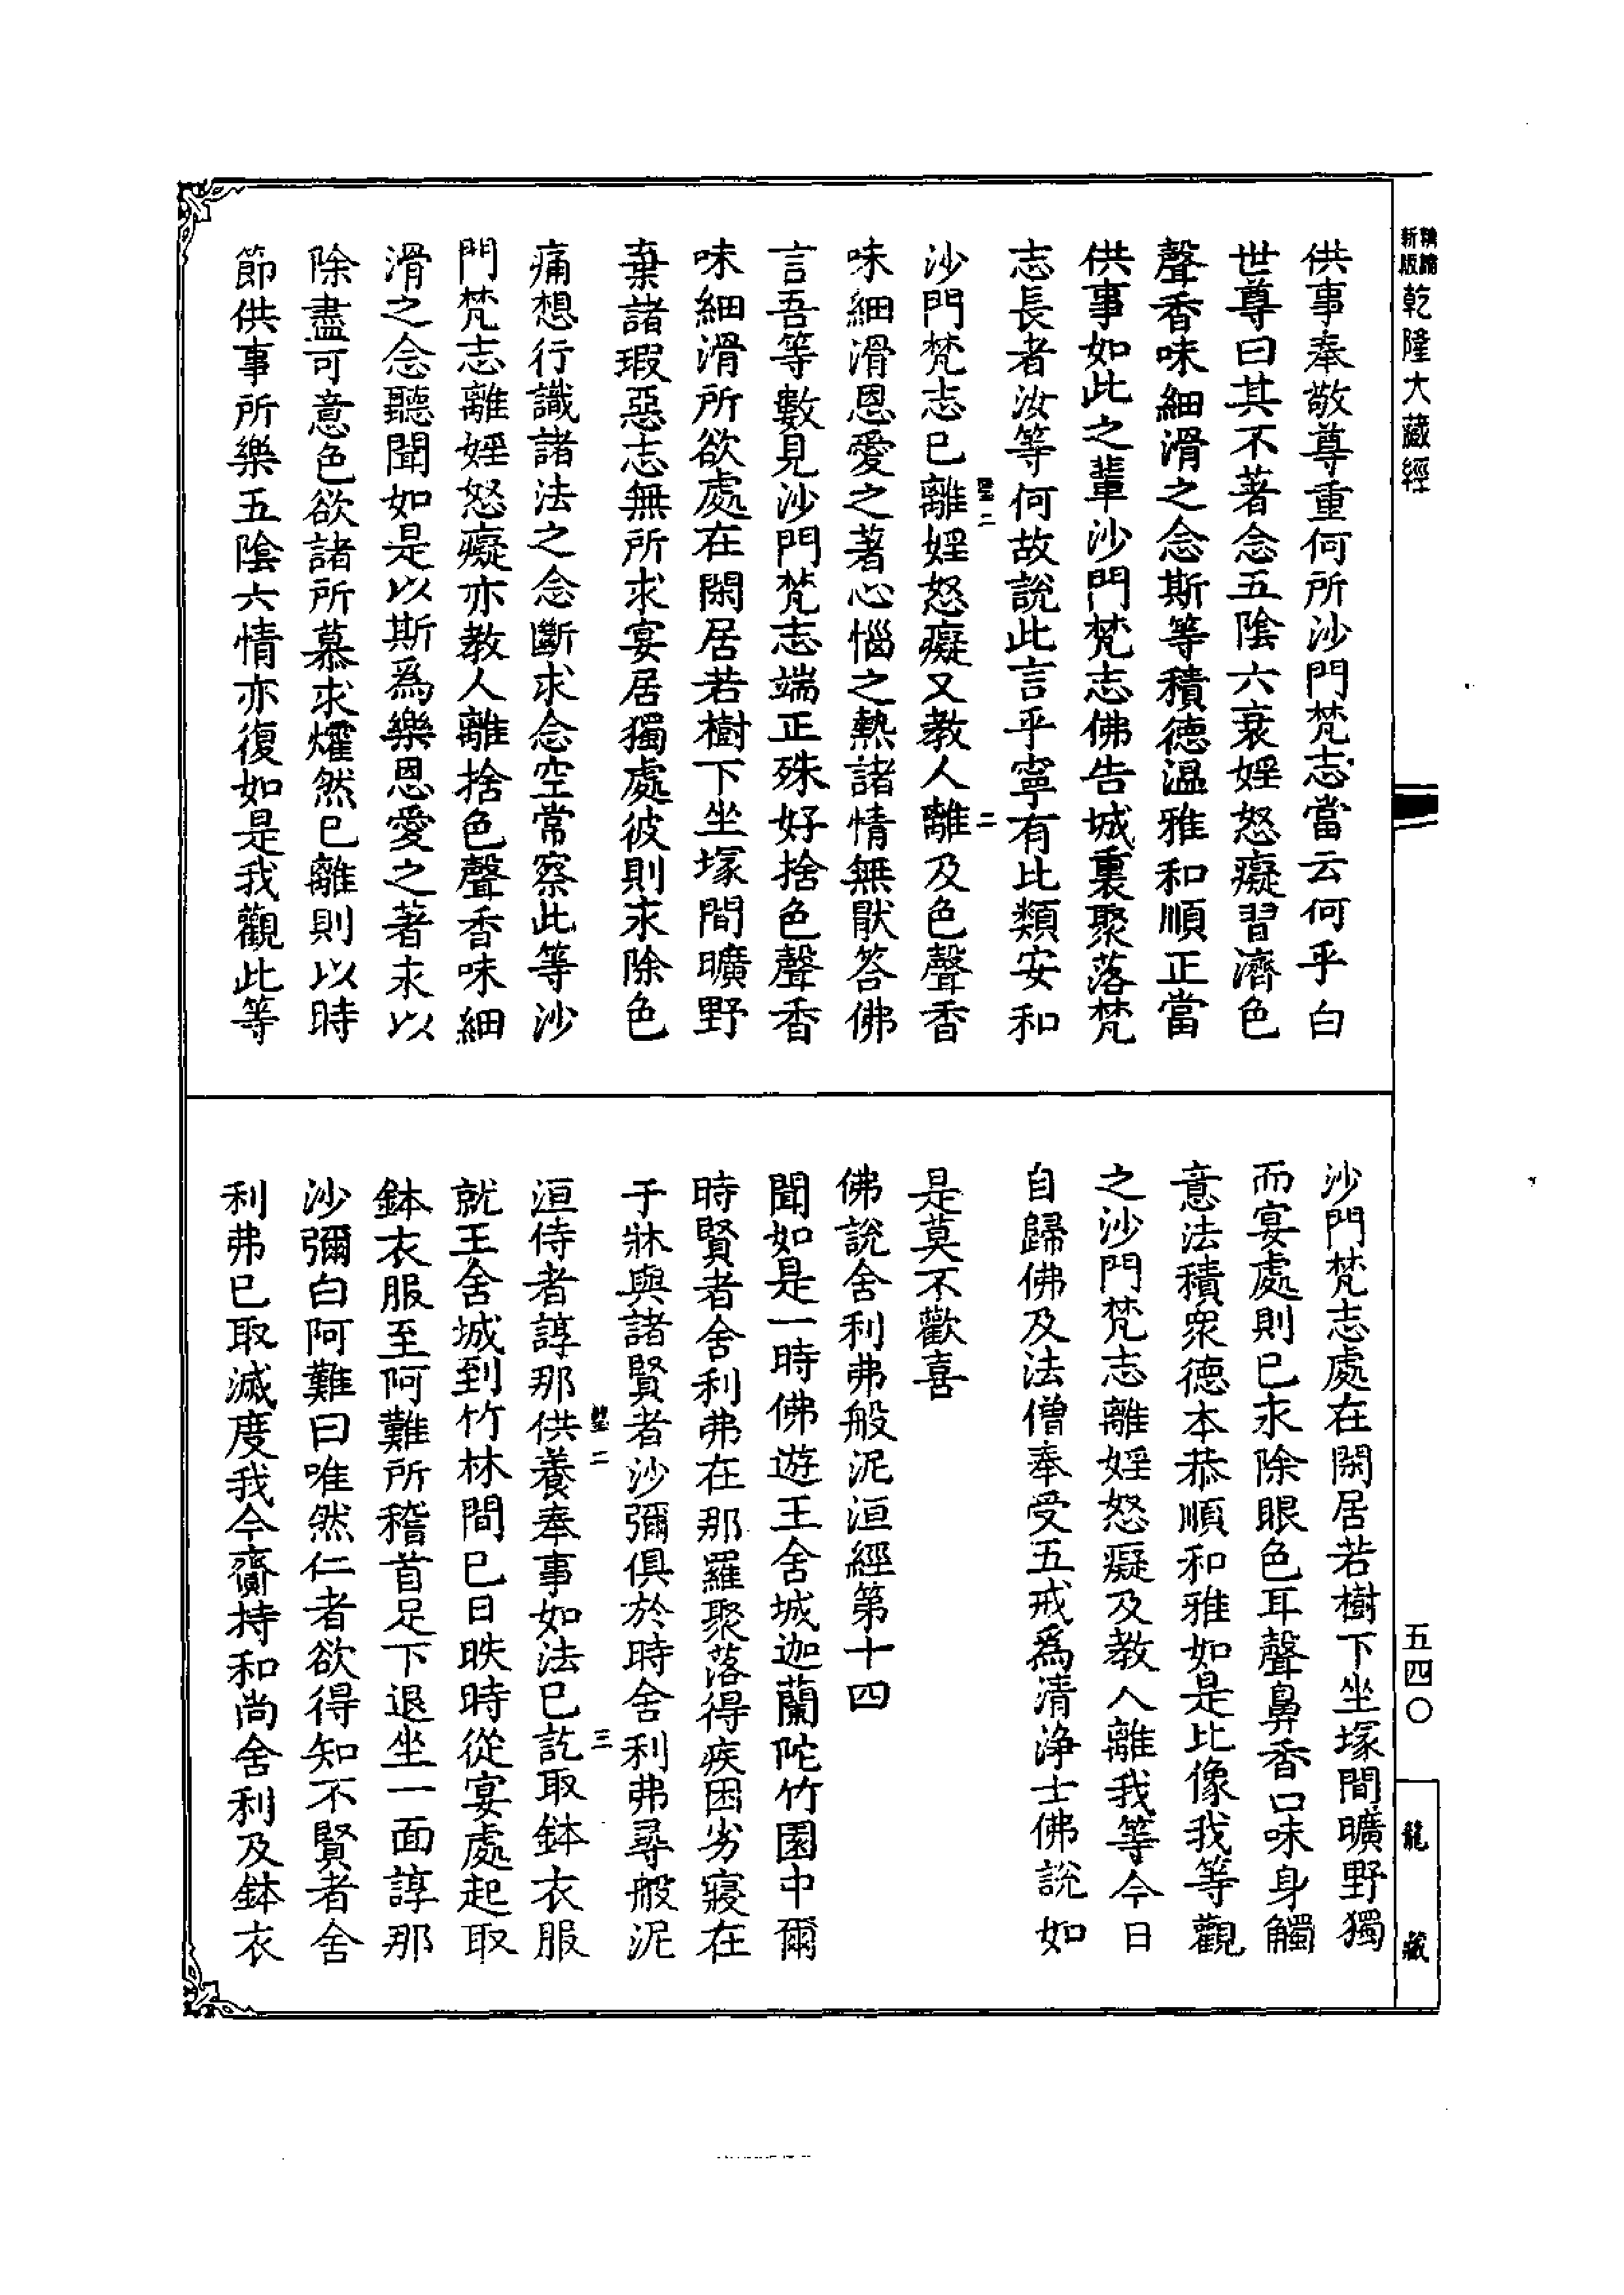 新版精縮乾隆大藏經
五四〇
龍藏
供事奉敬尊重何所沙門梵志當云何乎白
世尊曰其不著念五陰六衰婬怒癡習濟色
聲香味細滑之念斯等積德溫雅和順正當
供事如此之輩沙門梵志佛告城裏聚落梵
志長者汝等何故說此言乎寧有比類安和
沙門梵志已離婬怒癡又教人離及色聲香
味細滑恩愛之著心惱之熱諸情無猒答佛
言吾等數見沙門梵志端正殊好捨色聲香
味細滑所欲處在閑居若樹下坐塚間曠野
棄諸瑕惡志無所求宴居獨處彼則求除色
痛想行識諸法之念斷求念空常察此等沙
門梵志離婬怒癡亦教人離捨色聲香味細
滑之念聽聞如是以斯為樂恩愛之著永以
除盡可意色欲諸所慕求爟然已離則以時
節供事所樂五陰六情亦復如是我觀此等
沙門梵志處在閑居若樹下坐塚間曠野獨
而宴處則已永除眼色耳聲鼻香口味身觸
意法積衆德本恭順和雅如是比像我等觀
之沙門梵志離婬怒癡及教人離我等今日
自歸佛及法僧奉受五戒為清淨士佛說如
是莫不歡喜
佛說舍利弗般泥洹經第十四
聞如是一時佛遊王舍城迦蘭陀竹園中爾
時賢者舍利弗在那羅聚落得疾困劣寢在
于牀與諸賢者沙彌俱於時舍利弗尋般泥
洹侍者諄那供養奉事如法已訖取鉢衣服
就王舍城到竹林間已日昳時從宴處起取
鉢衣服至阿難所稽首足下退坐一面諄那
沙彌白阿難曰唯然仁者欲得知不賢者舍
利弗已取滅度我今齎持和尚舍利及鉢衣
二
二
二
三